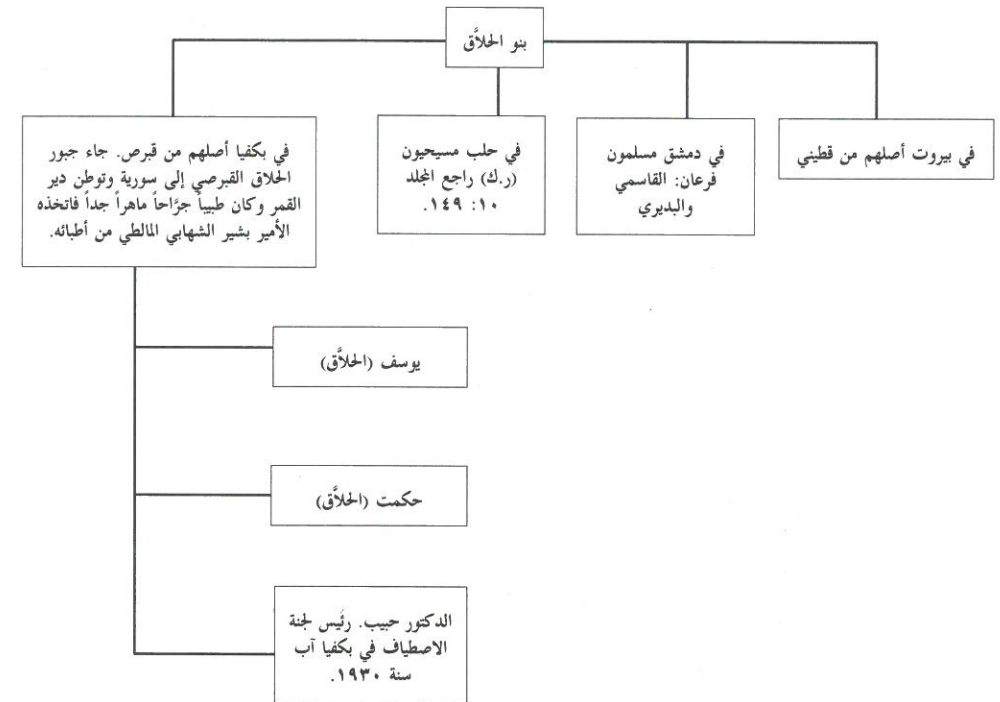 بنو الحلاَّق
في بيروت أصلهم من قطيني
في دمشق مسلمون
فرعان: القاسمي
والبديري
في حلب مسيحيون
(ر.ك) راجع المجلد
١٠: ١٤٩.
في بكفيا أصلهم من قبرص. جاء جبور
الحلاق القبرصي إلى سورية وتوطن دير
القمر وكان طبيباً جرَّاحاً ماهراً جداً فاتخذه
الأمير بشير الشهابي المالطي من أطبائه.
يوسف (الحلاَّق)
حكمت (الحلاَّق)
الدكتور حبيب. رئيس لجنة
الاصطياف في بكفيا آب
سنة ١٩٣٠.